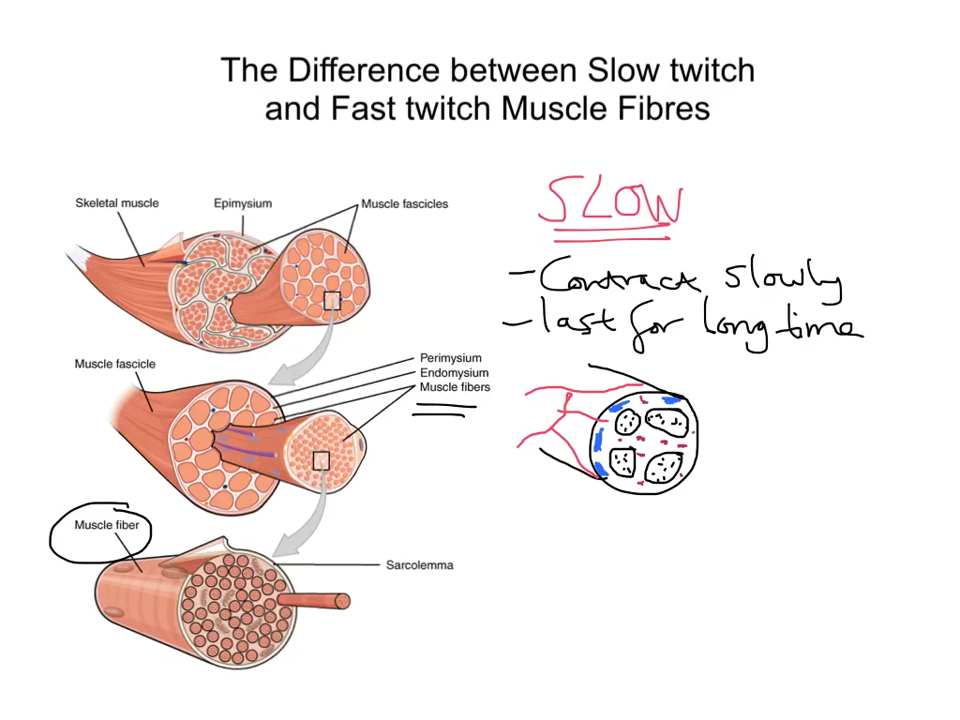 The Difference between Slow twitch
and Fast twitch Muscle Fibres
SLOW
- Contract slowly
- last for long time
Skeletal muscle
Epimysium
Muscle fascicles
Muscle fascicle
Perimysium
Endomysium
Muscle fibers
Muscle fiber
Sarcolemma